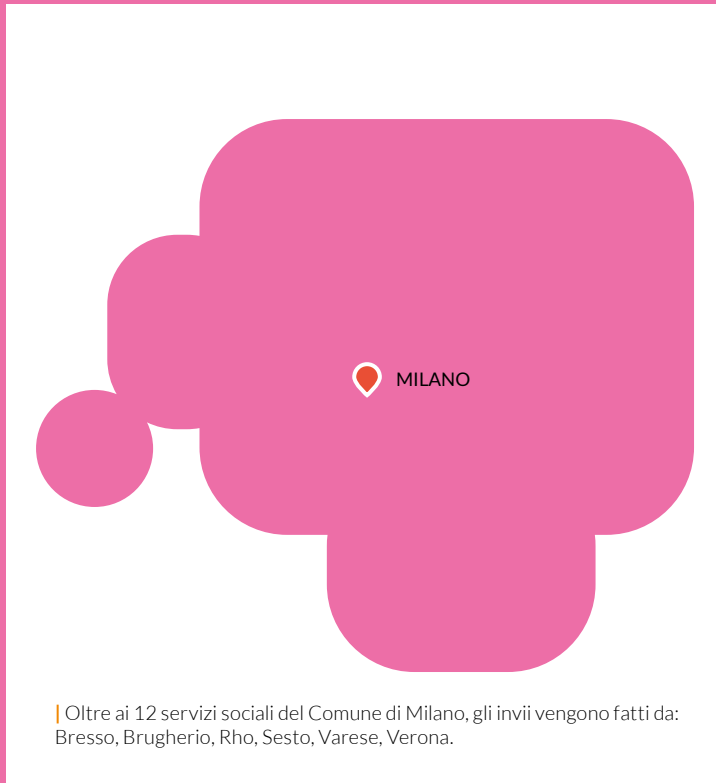 MILANO
| Oltre ai 12 servizi sociali del Comune di Milano, gli invii vengono fatti da:
Bresso, Brugherio, Rho, Sesto, Varese, Verona.